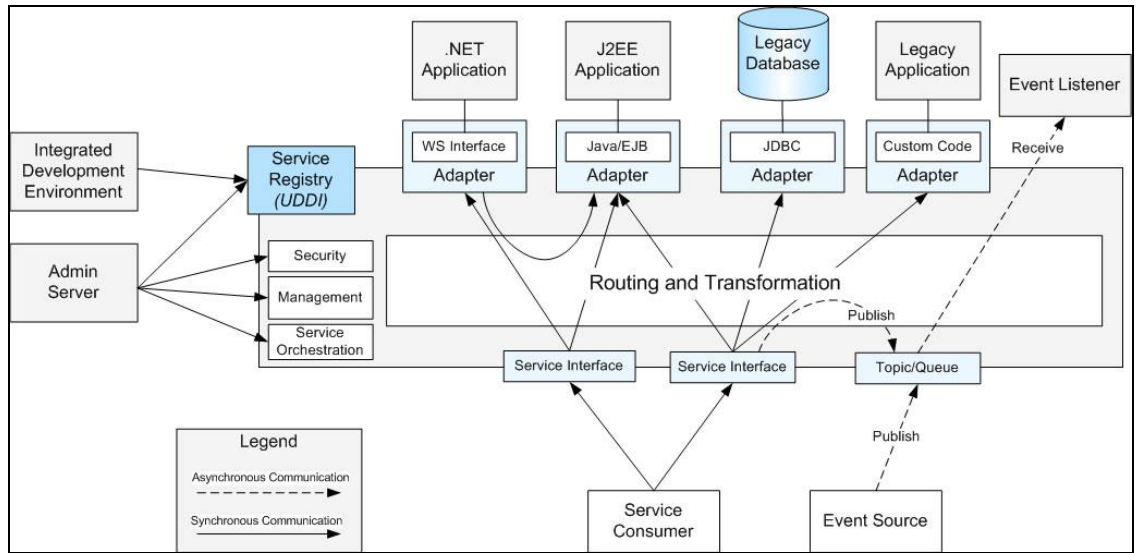 .NET
Application
J2EE
Application
Legacy
Database
Legacy
Application
Event Listener
Integrated
Development
Environment
Service
Registry
(UDDI)
WS Interface
Adapter
Java/EJB
Adapter
JDBC
Adapter
Custom Code
Adapter
Receive
Admin
Server
Security
Management
Service
Orchestration
Routing and Transformation
Publish
Service Interface
Service Interface
Topic/Queue
Publish
Legend
Asynchronous Communication
Synchronous Communication
Service
Consumer
Event Source